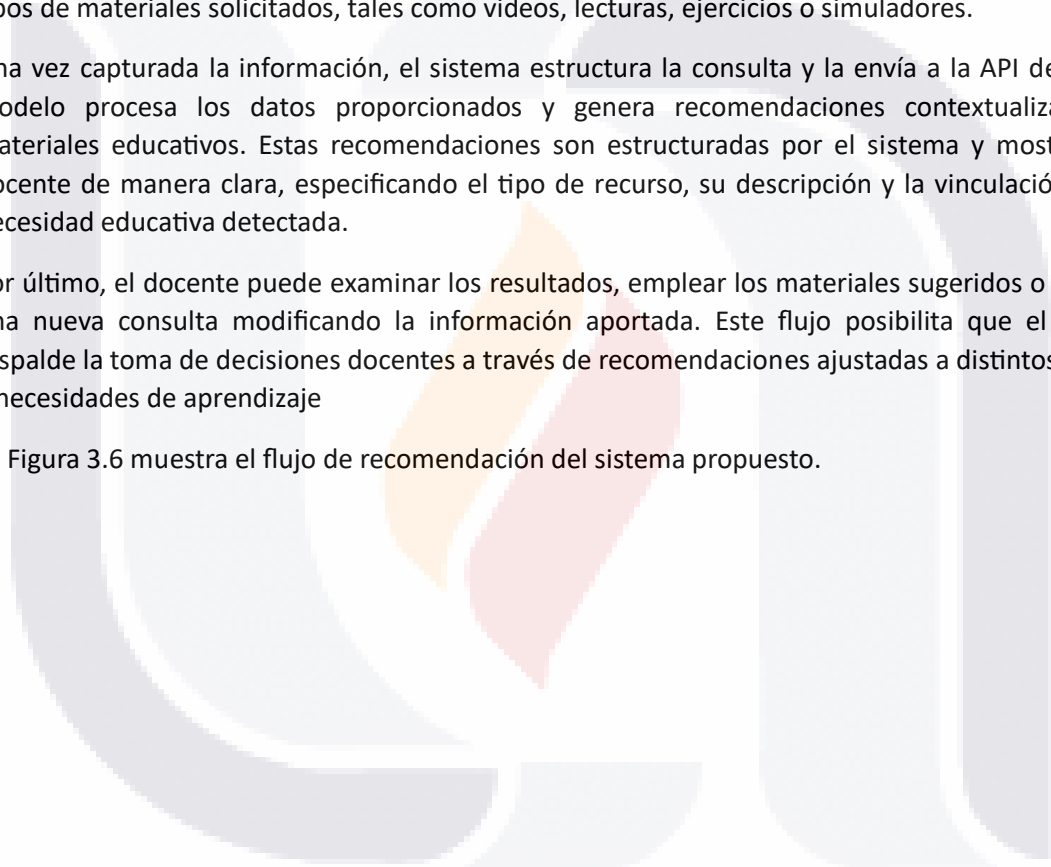 pos de materiales solicitados, tales como videos, lecturas, ejercicios o simuladores.
na vez capturada la información, el sistema estructura la consulta y la envía a la API de
odelo procesa los datos proporcionados y genera recomendaciones contextualiza
ateriales educativos. Estas recomendaciones son estructuradas por el sistema y most
ocente de manera clara, especificando el tipo de recurso, su descripción y la vinculació
ecesidad educativa detectada.
or último, el docente puede examinar los resultados, emplear los materiales sugeridos o
na nueva consulta modificando la información aportada. Este flujo posibilita que el
spalde la toma de decisiones docentes a través de recomendaciones ajustadas a distintos
necesidades de aprendizaje
Figura 3.6 muestra el flujo de recomendación del sistema propuesto.